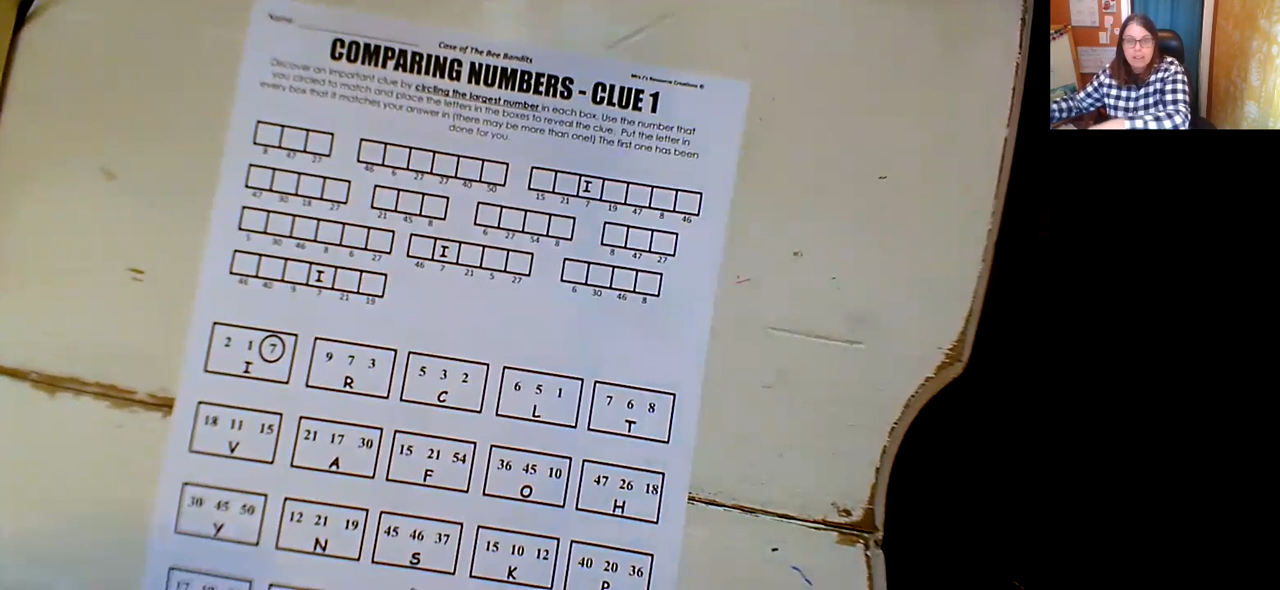 Name
Case of The Bee Bandits
Mrs J's Resource Creations ©
COMPARING NUMBERS - CLUE 1
Discover an important clue by circling the largest number in each box. Use the number that
you circled to match and place the letters in the boxes to reveal the clue. Put the letter in
every box that it matches your answer in (there may be more than one!) The first one has been
done for you.
I
8 47 27 46 6 27 27 40 50 15 21 7 19 47 8 46
47 30 18 27 21 45 8 6 27 54 8 8 47 27
I
5 30 46 8 6 27 46 7 21 5 27 6 30 46 8
I
46 40 5 7 21 19
2 1 7 9 7 3 5 3 2 6 5 1 7 6 8
I R C L T
18 11 15 21 17 30 15 21 54 36 45 10 47 26 18
V A F O H
30 45 50 12 21 19 45 46 37 15 10 12 40 20 36
Y N S K P